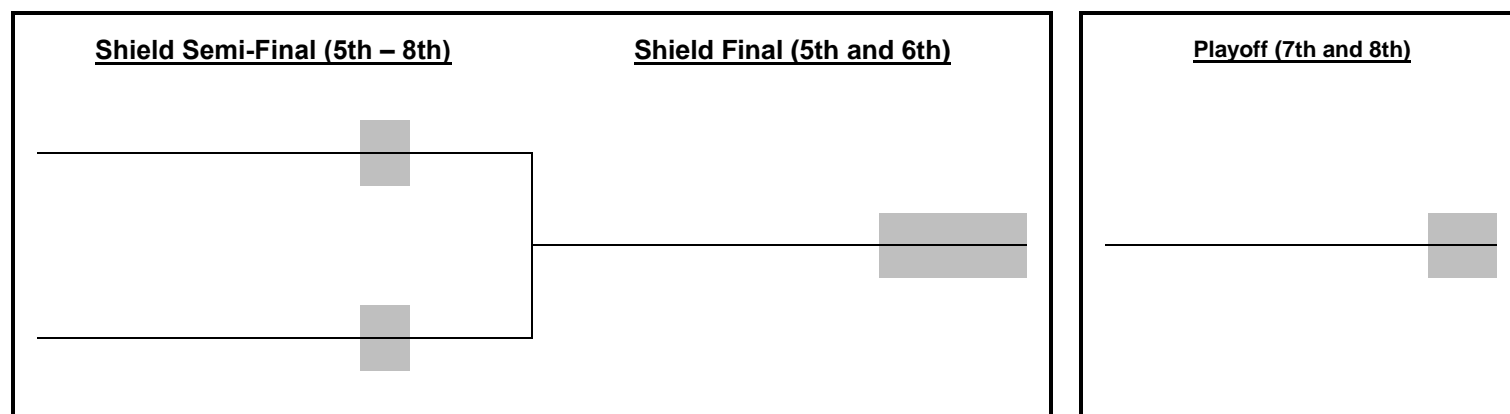 Shield Semi-Final (5th – 8th)
Shield Final (5th and 6th)
Playoff (7th and 8th)